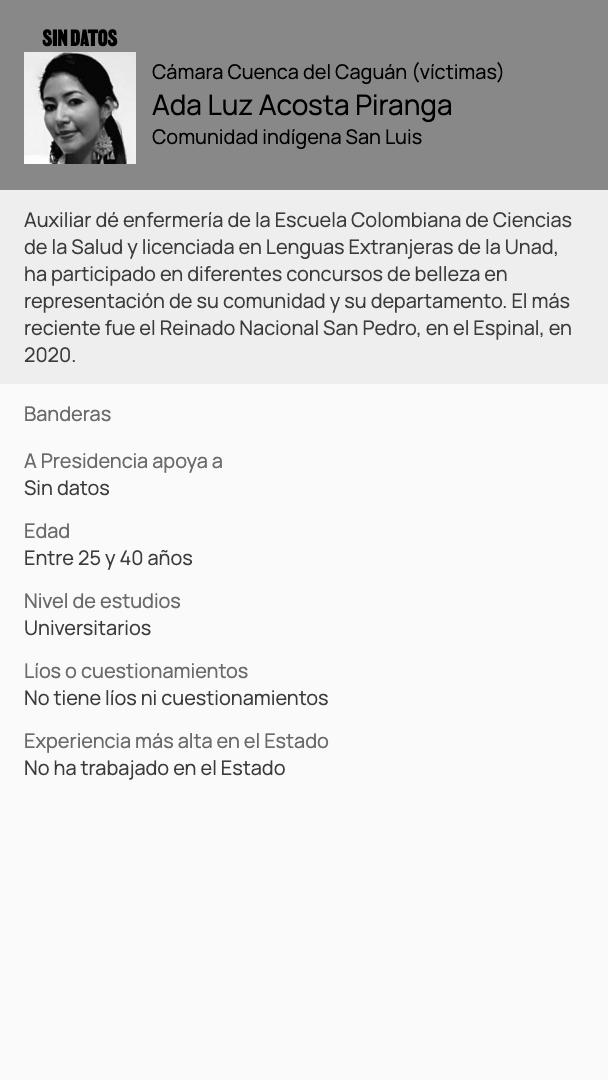 SIN DATOS
Cámara Cuenca del Caguán (víctimas)
Ada Luz Acosta Piranga
Comunidad indígena San Luis
Auxiliar dé enfermería de la Escuela Colombiana de Ciencias
de la Salud y licenciada en Lenguas Extranjeras de la Unad,
ha participado en diferentes concursos de belleza en
representación de su comunidad y su departamento. El más
reciente fue el Reinado Nacional San Pedro, en el Espinal, en
2020.
Banderas
A Presidencia apoya a
Sin datos
Edad
Entre 25 y 40 años
Nivel de estudios
Universitarios
Líos o cuestionamientos
No tiene líos ni cuestionamientos
Experiencia más alta en el Estado
No ha trabajado en el Estado